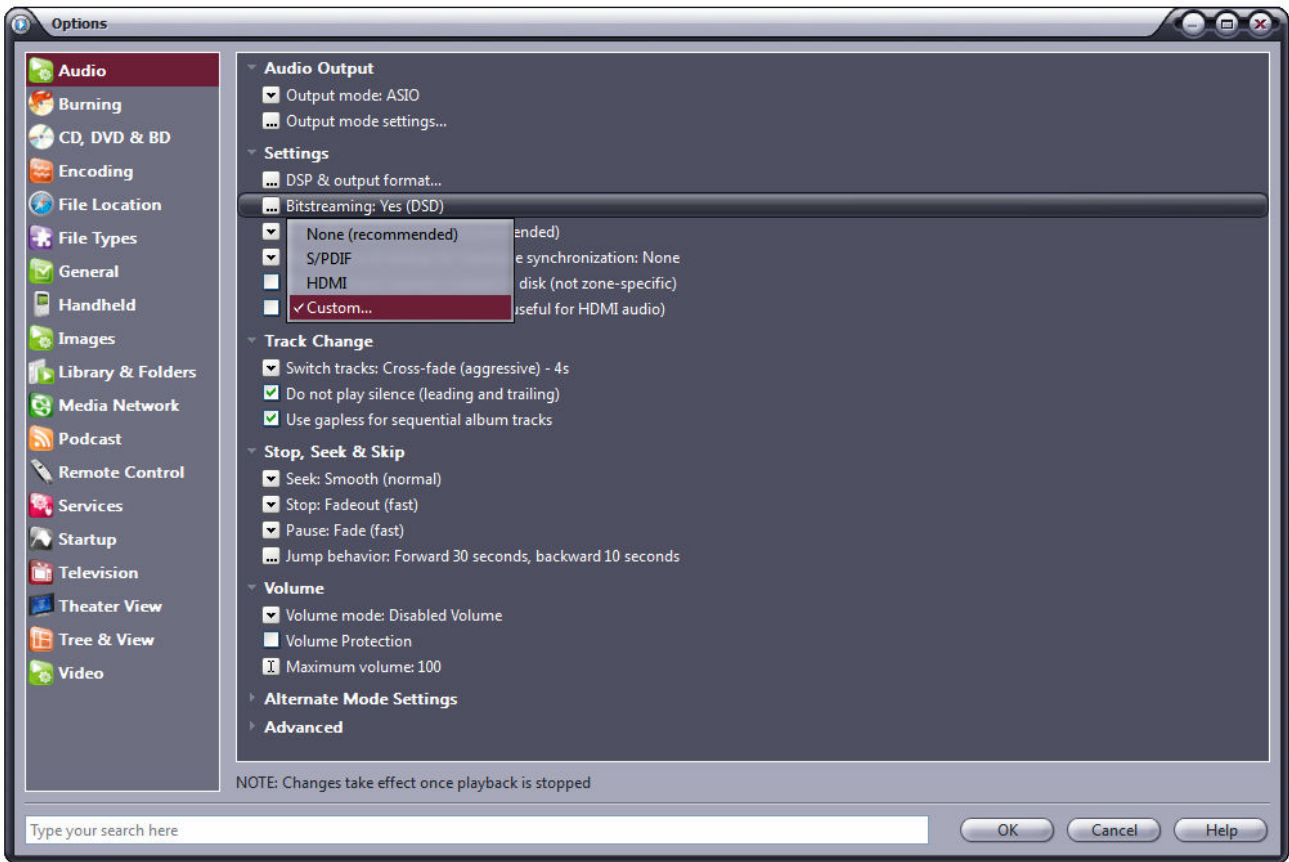 Options
Audio
Burning
CD, DVD & BD
Encoding
File Location
File Types
General
Handheld
Images
Library & Folders
Media Network
Podcast
Remote Control
Services
Startup
Television
Theater View
Tree & View
Video
Audio Output
Output mode: ASIO
... Output mode settings...
Settings
... DSP & output format...
... Bitstreaming: Yes (DSD)
None (recommended)
ended)
S/PDIF
e synchronization: None
HDMI
disk (not zone-specific)
✓ Custom...
useful for HDMI audio)
Track Change
Switch tracks: Cross-fade (aggressive) - 4s
Do not play silence (leading and trailing)
Use gapless for sequential album tracks
Stop, Seek & Skip
Seek: Smooth (normal)
Stop: Fadeout (fast)
Pause: Fade (fast)
... Jump behavior: Forward 30 seconds, backward 10 seconds
Volume
Volume mode: Disabled Volume
Volume Protection
Maximum volume: 100
Alternate Mode Settings
Advanced
NOTE: Changes take effect once playback is stopped
Type your search here
OK
Cancel
Help